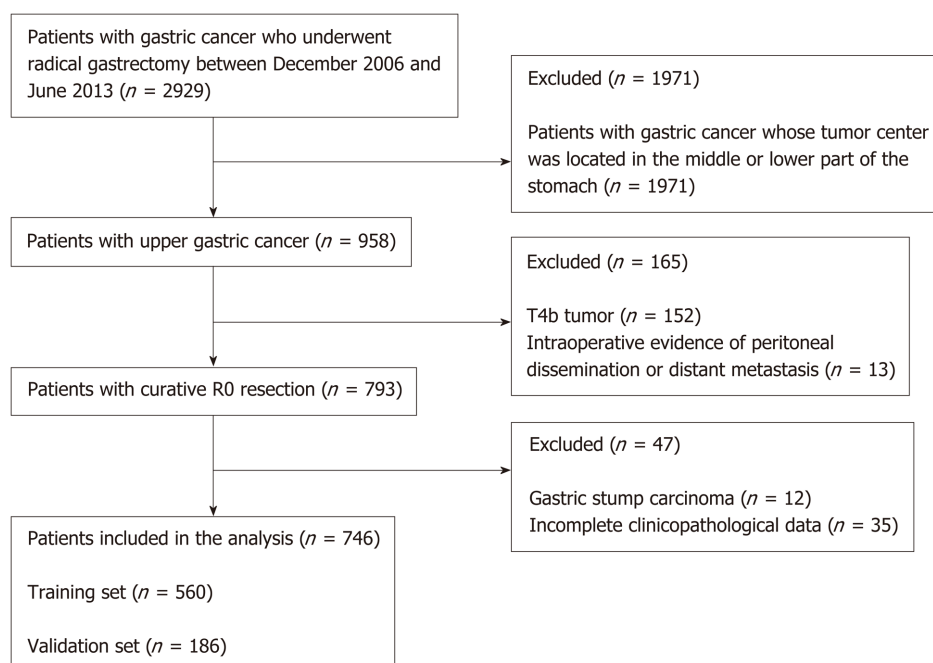 Patients with gastric cancer who underwent
radical gastrectomy between December 2006 and
June 2013 (n = 2929)
Excluded (n = 1971)
Patients with gastric cancer whose tumor center
was located in the middle or lower part of the
stomach (n = 1971)
Patients with upper gastric cancer (n = 958)
Excluded (n = 165)
T4b tumor (n = 152)
Intraoperative evidence of peritoneal
dissemination or distant metastasis (n = 13)
Patients with curative R0 resection (n = 793)
Excluded (n = 47)
Gastric stump carcinoma (n = 12)
Incomplete clinicopathological data (n = 35)
Patients included in the analysis (n = 746)
Training set (n = 560)
Validation set (n = 186)